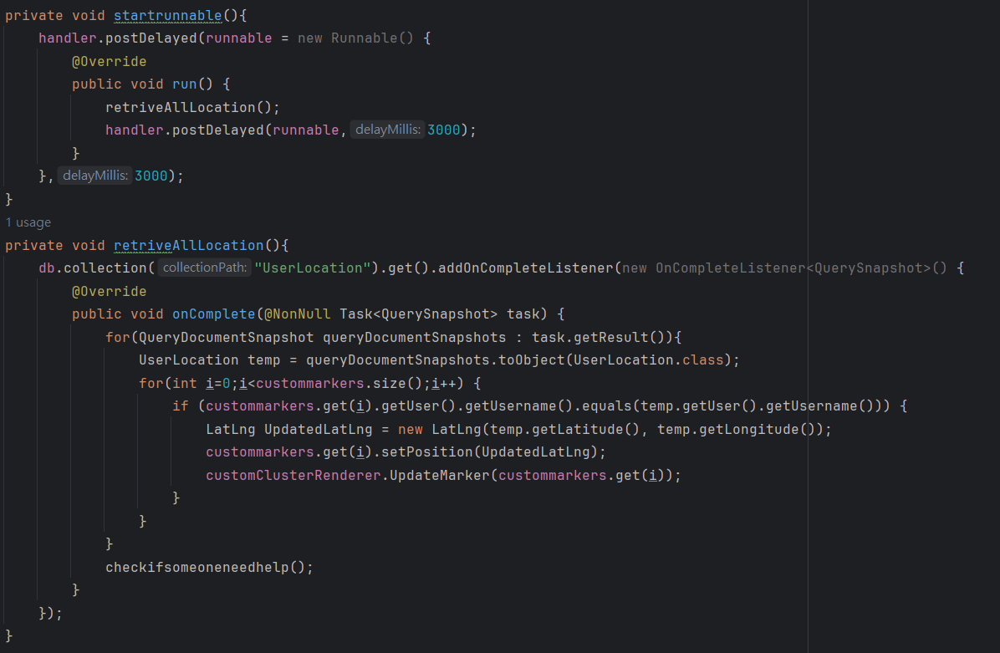 private void startrunnable(){
    handler.postDelayed(runnable = new Runnable() {
        @Override
        public void run() {
            retriveAllLocation();
            handler.postDelayed(runnable, delayMillis: 3000);
        }
    }, delayMillis: 3000);
}
1 usage
private void retriveAllLocation(){
    db.collection( collectionPath: "UserLocation").get().addOnCompleteListener(new OnCompleteListener<QuerySnapshot>() {
        @Override
        public void onComplete(@NonNull Task<QuerySnapshot> task) {
            for(QueryDocumentSnapshot queryDocumentSnapshots : task.getResult()){
                UserLocation temp = queryDocumentSnapshots.toObject(UserLocation.class);
                for(int i=0;i<custommarkers.size();i++) {
                    if (custommarkers.get(i).getUser().getUsername().equals(temp.getUser().getUsername())) {
                        LatLng UpdatedLatLng = new LatLng(temp.getLatitude(), temp.getLongitude());
                        custommarkers.get(i).setPosition(UpdatedLatLng);
                        customClusterRenderer.UpdateMarker(custommarkers.get(i));
                    }
                }
            }
            checkifsomeoneneedhelp();
        }
    });
}